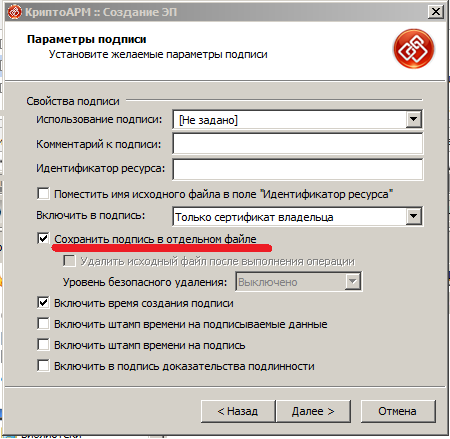 КриптоАРМ :: Создание ЭП
Параметры подписи
Установите желаемые параметры подписи
Свойства подписи
Использование подписи: [Не задано]
Комментарий к подписи:
Идентификатор ресурса:
Поместить имя исходного файла в поле "Идентификатор ресурса"
Включить в подпись: Только сертификат владельца
Сохранить подпись в отдельном файле
Удалить исходный файл после выполнения операции
Уровень безопасного удаления: Выключено
Включить время создания подписи
Включить штамп времени на подписываемые данные
Включить штамп времени на подпись
Включить в подпись доказательства подлинности
< Назад Далее > Отмена